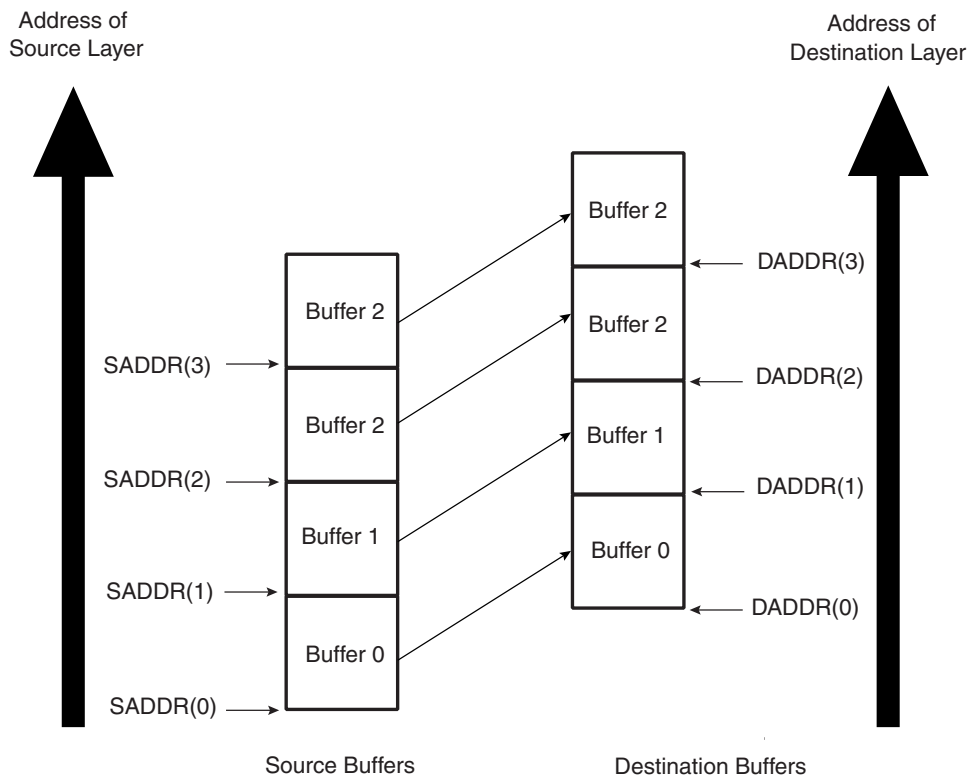 Address of
Source Layer
Address of
Destination Layer
Buffer 2
Buffer 2
DADDR(3)
Buffer 2
Buffer 2
SADDR(3)
DADDR(2)
Buffer 2
Buffer 1
SADDR(2)
DADDR(1)
Buffer 1
Buffer 0
SADDR(1)
DADDR(0)
Buffer 0
SADDR(0)
Source Buffers
Destination Buffers